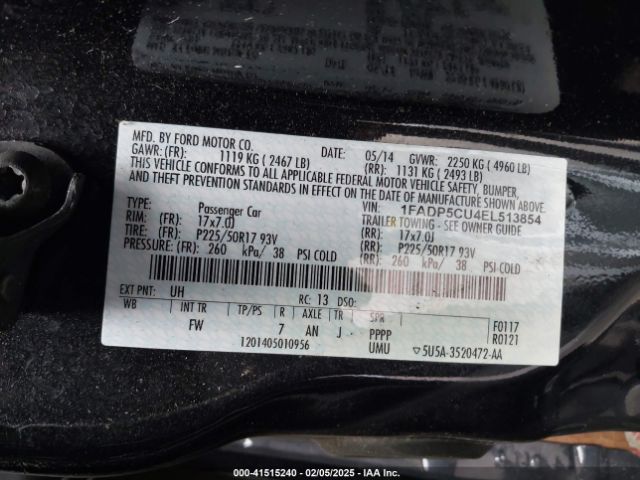 MFD. BY FORD MOTOR CO.
DATE: 05/14 GVWR: 2250 KG ( 4960 LB)
GAWR: (FR): 1119 KG ( 2467 LB) (RR): 1131 KG ( 2493 LB)
THIS VEHICLE CONFORMS TO ALL APPLICABLE FEDERAL MOTOR VEHICLE SAFETY, BUMPER,
AND THEFT PREVENTION STANDARDS IN EFFECT ON THE DATE OF MANUFACTURE SHOWN ABOVE.
VIN: 1FADP5CU4EL513854
TYPE: Passenger Car TRAILER TOWING - SEE OWNER GUIDE
RIM: (FR): 17x7.0J (RR): 17x7.0J
TIRE: (FR): P225/50R17 93V (RR): P225/50R17 93V
PRESSURE: (FR): 260 kPa/ 38 PSI COLD (RR): 260 kPa/ 38 PSI COLD
EXT PNT: UH RC: 13 DSO:
WB INT TR TP/PS R AXLE TR SPR F0117
FW 7 AN J PPPP R0121
1201405010956 UMU ▽5U5A-3520472-AA
000-41515240 - 02/05/2025 - IAA Inc.